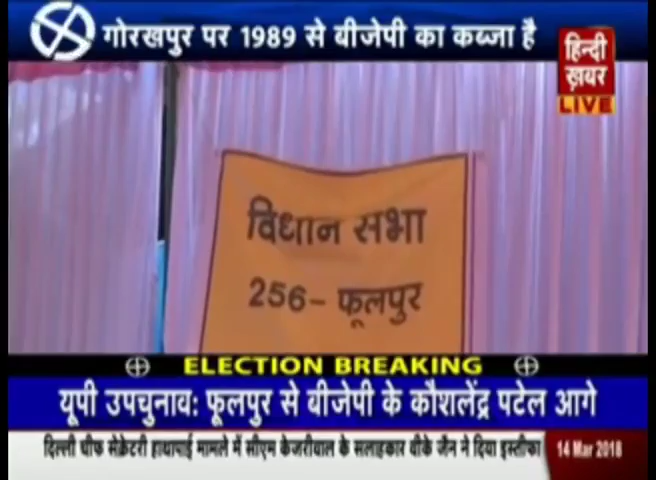 गोरखपुर पर 1989 से बीजेपी का कब्जा है
हिन्दी
ख़बर
LIVE
विधान सभा
256- फूलपुर
ELECTION BREAKING
यूपी उपचुनाव: फूलपुर से बीजेपी के कौशलेंद्र पटेल आगे
दिल्ली चीफ सेक्रेटरी हाथापाई मामले में सीएम केजरीवाल के सलाहकार वीके जैन ने दिया इस्तीफा
14 Mar 2018